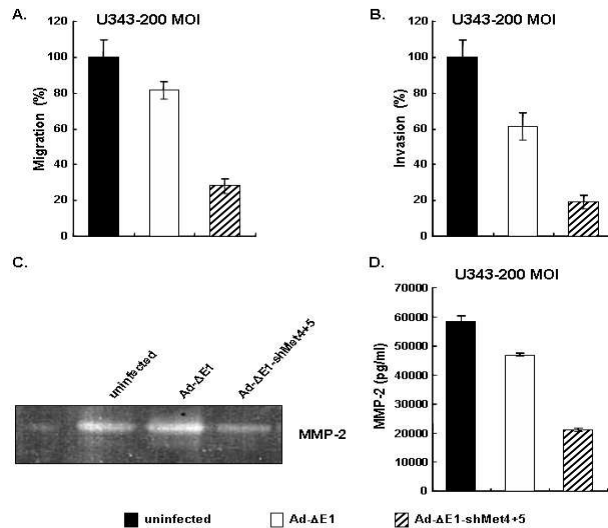 A.
U343-200 MOI
120
100
80
60
40
20
0
Migration (%)
B.
U343-200 MOI
120
100
80
60
40
20
0
Invasion (%)
C.
uninfected
Ad-ΔE1
Ad-ΔE1-shMet4+5
MMP-2
D.
U343-200 MOI
70000
60000
50000
40000
30000
20000
10000
0
MMP-2 (pg/ml)
uninfected
Ad-ΔE1
Ad-ΔE1-shMet4+5